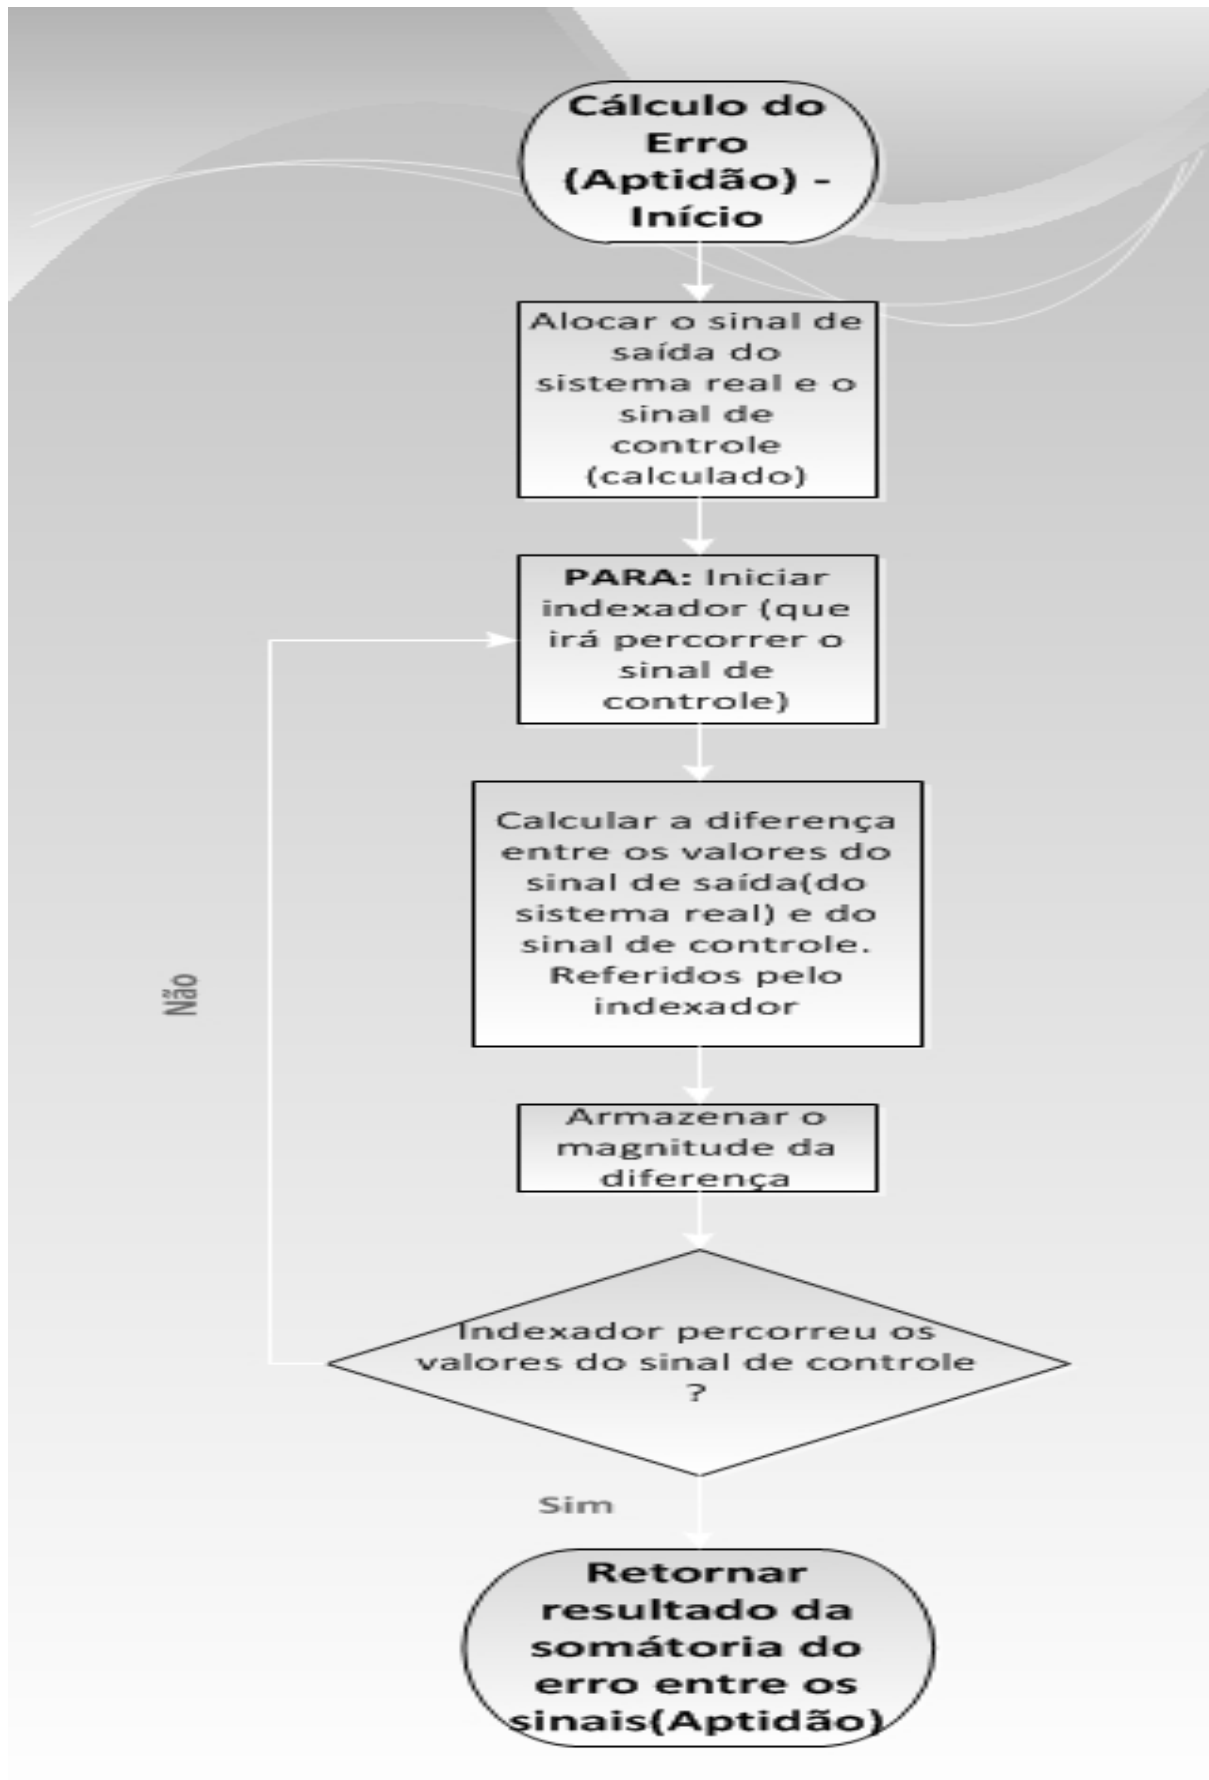 Cálculo do
Erro
(Aptidão) -
Início
Alocar o sinal de
saída do
sistema real e o
sinal de
controle
(calculado)
PARA: Iniciar
indexador (que
irá percorrer o
sinal de
controle)
Calcular a diferença
entre os valores do
sinal de saída(do
sistema real) e do
sinal de controle.
Referidos pelo
indexador
Não
Armazenar o
magnitude da
diferença
Indexador percorreu os
valores do sinal de controle
?
Sim
Retornar
resultado da
somátoria do
erro entre os
sinais(Aptidão)